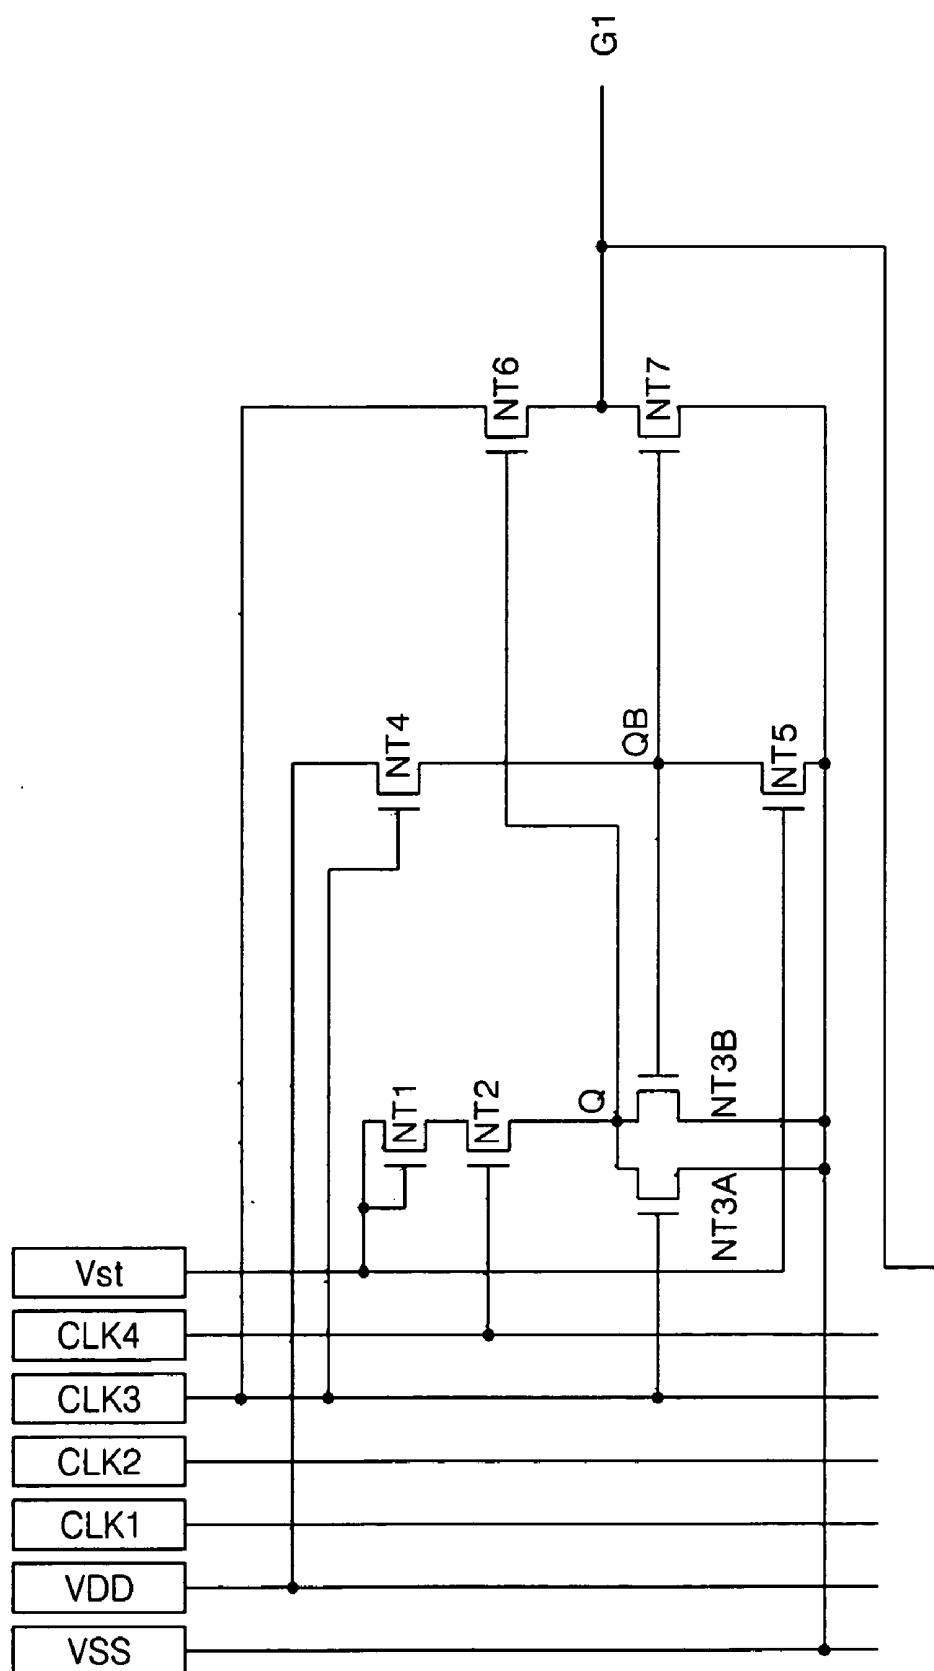 G1
NT6
NT7
NT4
QB
NT5
NT1
NT2
Q
NT3B
NT3A
Vst
CLK4
CLK3
CLK2
CLK1
VDD
VSS